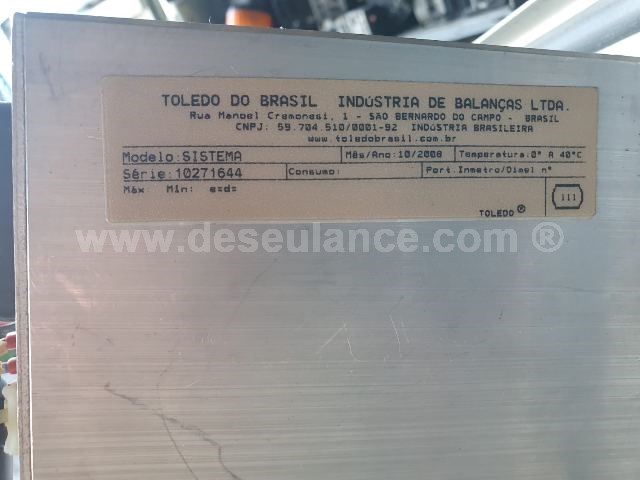 TOLEDO DO BRASIL INDÚSTRIA DE BALANÇAS LTDA.
Rua Manoel Cremonesi, 1 - SAO BERNARDO DO CAMPO - BRASIL
CNPJ: 59.704.510/0001-92 INDÚSTRIA BRASILEIRA
www.toledobrasil.com.br
Modelo: SISTEMA Mês/Ano: 10/2008 Temperatura: 0° A 40°C
Série: 10271644 Consumo: Port. Inmetro/Dimel nº
Máx: Mín: e=d=
III
TOLEDO®
www.deseulance.com ®